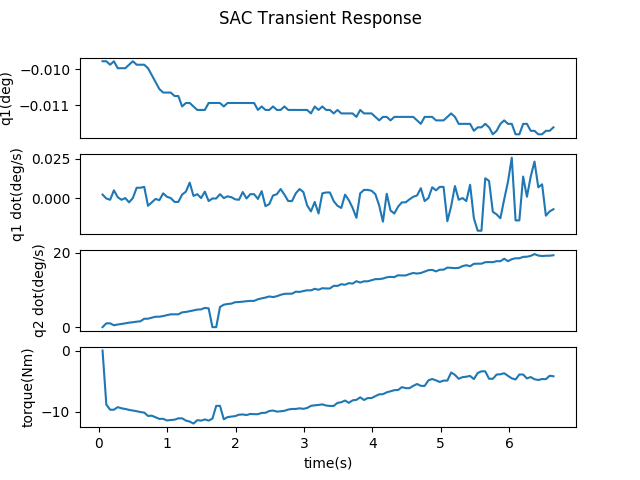 SAC Transient Response
q1(deg)
−0.010
−0.011
q1 dot(deg/s)
0.025
0.000
q2 dot(deg/s)
20
0
torque(Nm)
0
−10
0 1 2 3 4 5 6
time(s)